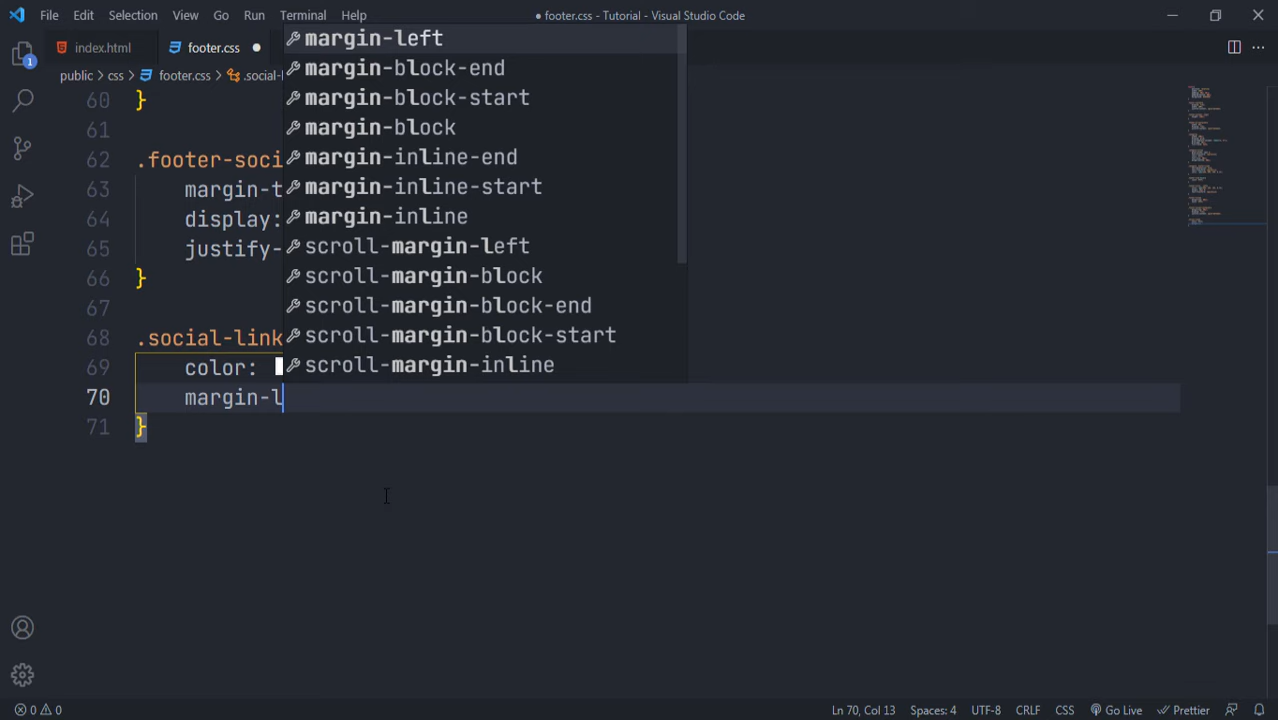 File Edit Selection View Go Run Terminal Help ● footer.css - Tutorial - Visual Studio Code
index.html footer.css ●
public > css > footer.css > .social-l
60 }
61
62 .footer-soci
63 margin-t
64 display:
65 justify-
66 }
67
68 .social-link
69 color:
70 margin-l
71 }
margin-left
margin-block-end
margin-block-start
margin-block
margin-inline-end
margin-inline-start
margin-inline
scroll-margin-left
scroll-margin-block
scroll-margin-block-end
scroll-margin-block-start
scroll-margin-inline
1
0 0 Ln 70, Col 13 Spaces: 4 UTF-8 CRLF CSS Go Live Prettier